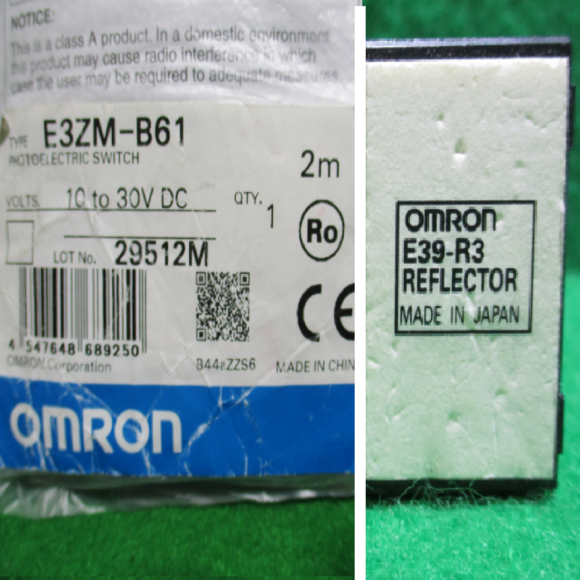 NOTICE:
This is a class A product. In a domestic environment
this product may cause radio interference in which
case the user may be required to adequate measures.
TYPE E3ZM-B61
PHOTOELECTRIC SWITCH
2m
VOLTS. 10 to 30V DC
QTY. 1
Ro
LOT No. 29512M
CE
4 547648 689250
OMRON Corporation
MADE IN CHIN
OMRON
OMRON
E39-R3
REFLECTOR
MADE IN JAPAN